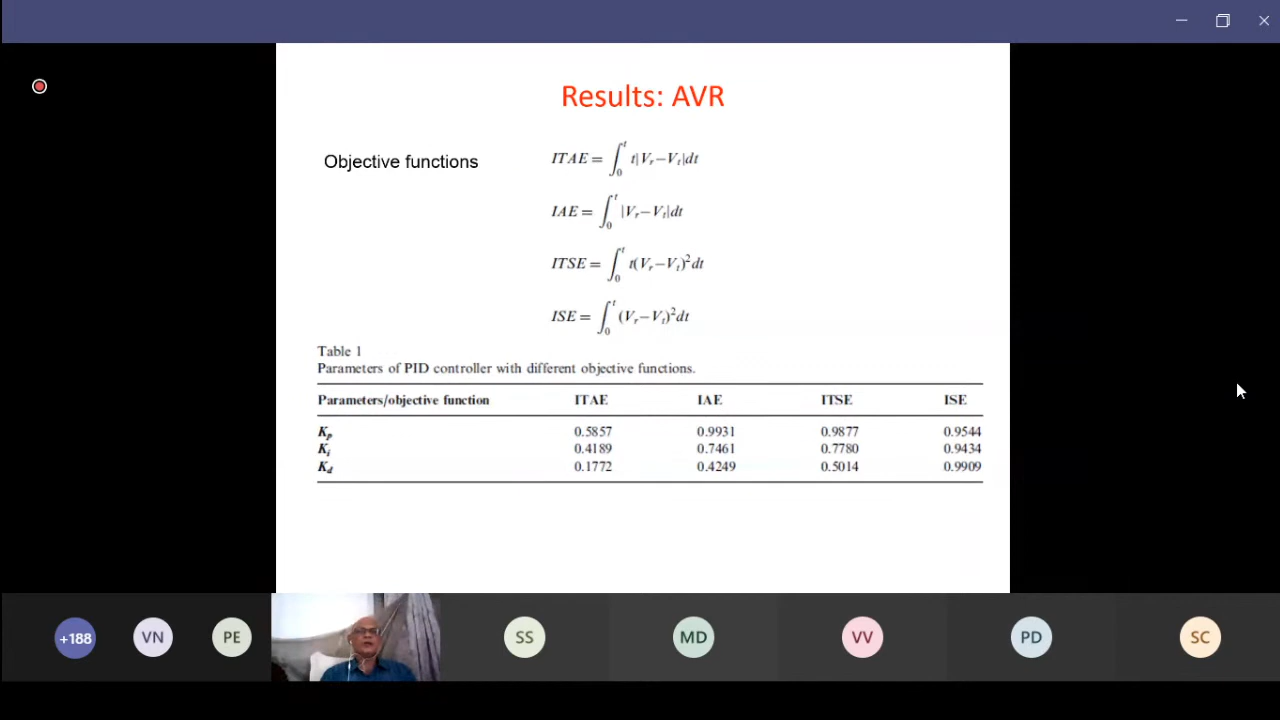 Results: AVR
Objective functions
ITAE = ∫₀ᵗ t|Vᵣ−Vₜ|dt
IAE = ∫₀ᵗ |Vᵣ−Vₜ|dt
ITSE = ∫₀ᵗ t(Vᵣ−Vₜ)²dt
ISE = ∫₀ᵗ (Vᵣ−Vₜ)²dt
Table 1
Parameters of PID controller with different objective functions.
Parameters/objective function ITAE IAE ITSE ISE
Kₚ 0.5857 0.9931 0.9877 0.9544
Kᵢ 0.4189 0.7461 0.7780 0.9434
K_d 0.1772 0.4249 0.5014 0.9909
+188 VN PE SS MD VV PD SC